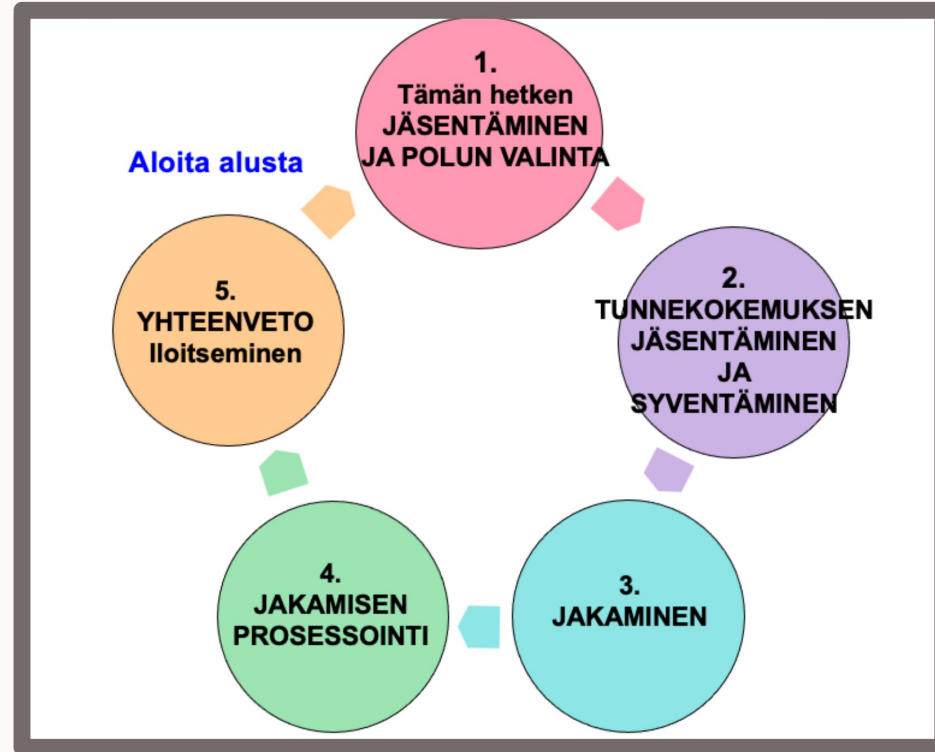 1.
Tämän hetken
JÄSENTÄMINEN
JA POLUN VALINTA
Aloita alusta
2.
TUNNEKOKEMUKSEN
JÄSENTÄMINEN
JA
SYVENTÄMINEN
3.
JAKAMINEN
4.
JAKAMISEN
PROSESSOINTI
5.
YHTEENVETO
Iloitseminen